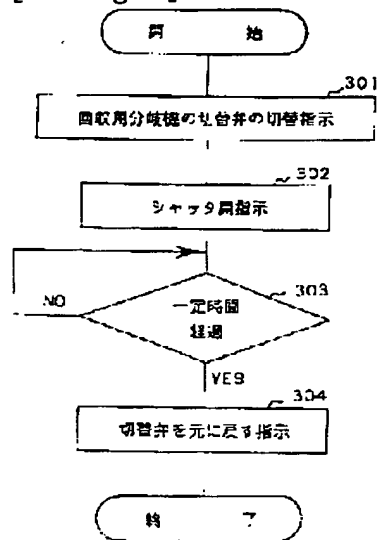 開 始
301
回収用分岐機の切替弁の切替指示
302
シャッタ開指示
303
NO
一定時間
経過
YES
304
切替弁を元に戻す指示
終 了